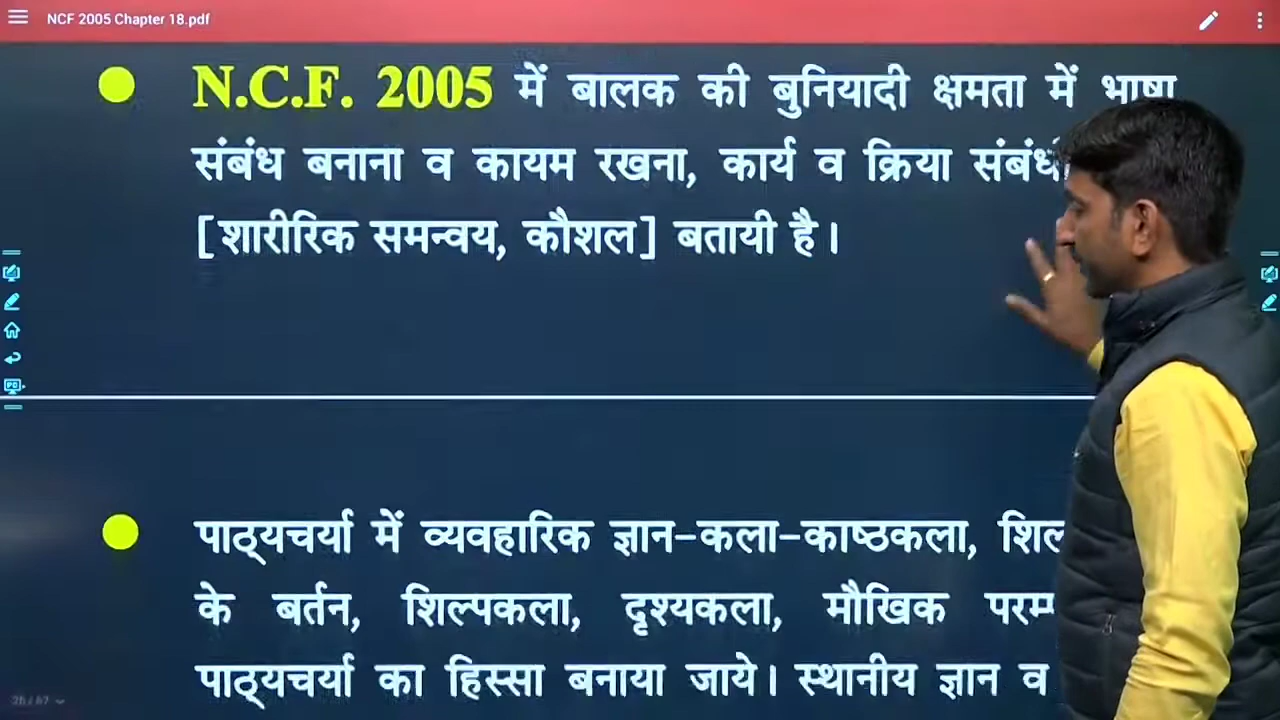 NCF 2005 Chapter 18.pdf
N.C.F. 2005 में बालक की बुनियादी क्षमता में भाषा
संबंध बनाना व कायम रखना, कार्य व क्रिया संबंधी
[शारीरिक समन्वय, कौशल] बतायी है।
पाठ्यचर्या में व्यवहारिक ज्ञान-कला-काष्ठकला,
के बर्तन, शिल्पकला, दृश्यकला, मौखिक
पाठ्यचर्या का हिस्सा बनाया जाये। स्थानीय ज्ञान व